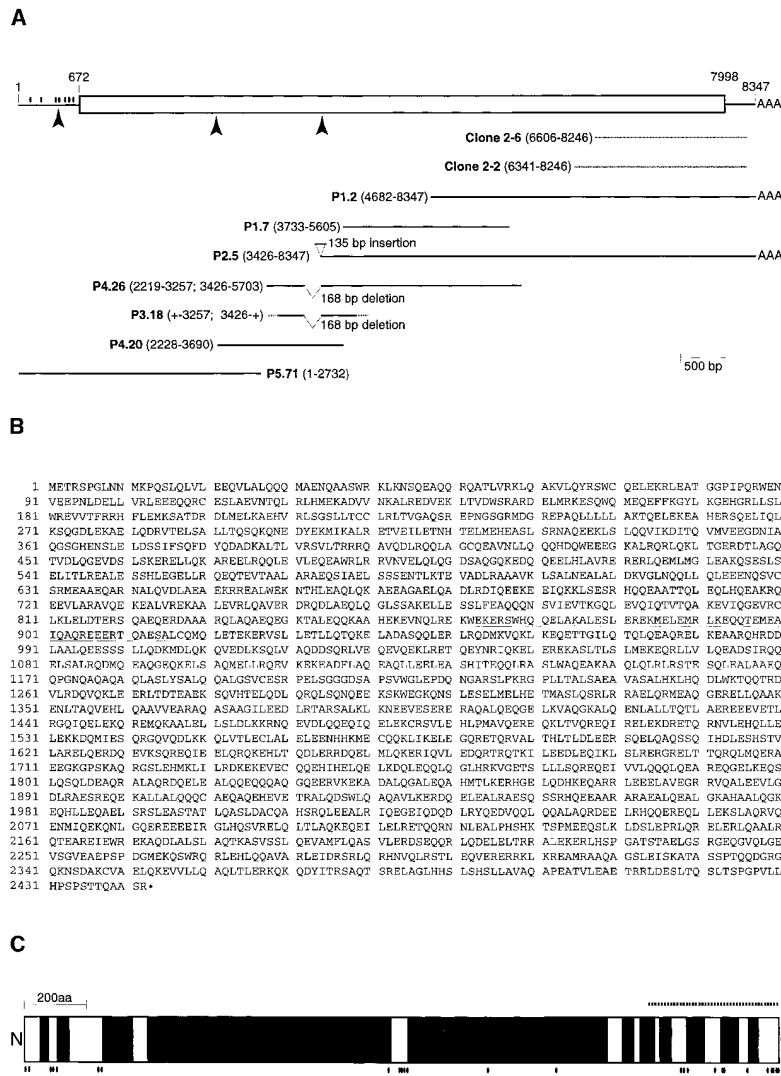 A
1
672
7998
8347
AAA
Clone 2-6 (6606-8246)
Clone 2-2 (6341-8246)
P1.2 (4682-8347)
AAA
P1.7 (3733-5605)
135 bp insertion
P2.5 (3426-8347)
AAA
P4.26 (2219-3257; 3426-5703)
168 bp deletion
P3.18 (+-3257; 3426-+)
168 bp deletion
P4.20 (2228-3690)
P5.71 (1-2732)
500 bp
B
1 METRSPGLNN MKPQSLQLVL EEQVLALQQQ MAENQAASWR KLKNSQEAQQ RQATLVRKLQ AKVLQYRSWC QELEKRLEAT GGPIPQRWEN
91 VEEPNLDELL VRLEEEQQRC ESLAEVNTQL RLHMEKADVV NKALREDVEK LTVDWSRARD ELMRKESQWQ MEQEFFKGYL KGEHGRLLSL
181 WREVVTFRRH FLEMKSATDR DLMELKAEHV RLSGSLLTCC LRLTVGAQSR EPNGSGRMDG REPAQLLLLL AKTQELEKEA HERSQELIQL
271 KSQGDLEKAE LQDRVTELSA LLTQSQKQNE DYEKMIKALR ETVEILETNH TELMEHEASL SRNAQEEKLS LQQVIKDITQ VMVEEGDNIA
361 QGSGHENSLE LDSSIFSQFD YQDADKALTL VRSVLTRRRQ AVQDLRQQLA GCQEAVNLLQ QQHDQWEEEG KALRQRLQKL TGERDTLAGQ
451 TVDLQGEVDS LSKERELLQK AREELRQQLE VLEQEAWRLR RVNVELQLQG DSAQGQKEDQ QEELHLAVRE RERLQEMLMG LEAKQSESLS
541 ELITLREALE SSHLEGELLR QEQTEVTAAL ARAEQSIAEL SSSENTLKTE VADLRAAAVK LSALNEALAL DKVGLNQQLL QLEEENQSVC
631 SRMEAAEQAR NALQVDLAEA EKRREALWEK NTHLEAQLQK AEEAGAELQA DLRDIQEEKE EIQKKLSESR HQQEAATTQL EQLHQEAKRQ
721 EEVLARAVQE KEALVREKAA LEVRLQAVER DRQDLAEQLQ GLSSAKELLE SSLFEAQQQN SVIEVTKGQL EVQIQTVTQA KEVIQGEVRC
811 LKLELDTERS QAEQERDAAA RQLAQAEQEG KTALEQQKAA HEKEVNQLRE KWEKERSWHQ QELAKALESL EREKMELEMR LKEQQTEMEA
901 IQAQREEERT QAESALCQMQ LETEKERVSL LETLLQTQKE LADASQQLER LRQDMKVQKL KEQETTGILQ TQLQEAQREL KEAARQHRDD
991 LAALQEESSS LLQDKMDLQK QVEDLKSQLV AQDDSQRLVE QEVQEKLRET QEYNRIQKEL EREKASLTLS LMEKEQRLLV LQEADSIRQQ
1081 ELSALRQDMQ EAQGEQKELS AQMELLRQEV KEKEADFLAQ EAQLLEELEA SHITEQQLRA SLWAQEAKAA QLQLRLRSTE SQLRALAAEQ
1171 QPGNQAQAQA QLASLYSALQ QALGSVCESR PELSGGGDSA PSVWGLEPDQ NGARSLFKRG PLLTALSAEA VASALHKLHQ DLWKTQQTRD
1261 VLRDQVQKLE ERLTDTEAEK SQVHTELQDL QRQLSQNQEE KSKWEGKQNS LESELMELHE TMASLQSRLR RAELQRMEAQ GERELLQAAK
1351 ENLTAQVEHL QAAVVEARAQ ASAAGILEED LRTARSALKL KNEEVESERE RAQALQEQGE LKVAQGKALQ ENLALLTQTL AEREEEVETL
1441 RGQIQELEKQ REMQKAALEL LSLDLKKRNQ EVDLQQEQIQ ELEKCRSVLE HLPMAVQERE QKLTVQREQI RELEKDRETQ RNVLEHQLLE
1531 LEKKDQMIES QRGQVQDLKK QLVTLECLAL ELEENHHKME CQQKLIKELE GQRETQRVAL THLTLDLEER SQELQAQSSQ IHDLESHSTV
1621 LARELQERDQ EVKSQREQIE ELQRQKEHLT QDLERRDQEL MLQKERIQVL EDQRTRQTKI LEEDLEQIKL SLRERGRELT TQRQLMQERA
1711 EEGKGPSKAQ RGSLEHMKLI LRDKEKEVEC QQEHIHELQE LKDQLEQQLQ GLHRKVGETS LLLSQREQEI VVLQQQLQEA REQGELKEQS
1801 LQSQLDEAQR ALAQRDQELE ALQQEQQQAQ GQEERVKEKA DALQGALEQA HMTLKERHGE LQDHKEQARR LEEELAVEGR RVQALEEVLG
1891 DLRAESREQE KALLALQQQC AEQAQEHEVE TRALQDSWLQ AQAVLKERDQ ELEALRAESQ SSRHQEEAAR ARAEALQEAL GKAHAALQGK
1981 EQHLLEQAEL SRSLEASTAT LQASLDACQA HSRQLEEALR IQEGEIQDQD LRYQEDVQQL QQALAQRDEE LRHQQEREQL LEKSLAQRVQ
2071 ENMIQEKQNL GQEREEEEIR GLHQSVRELQ LTLAQKEQEI LELRETQQRN NLEALPHSHK TSPMEEQSLK LDSLEPRLQR ELERLQAALR
2161 TEAREIEWRE KAQDLALSLA QTKASVSSLQ EVAMFLQASV LERDSEQQRL QDELELTRRA LEKERLHSPG ATSTAELGSR GEQGVQLGE
2251 VSGVEAEPSP DGMEKQSWRQ RLEHLQQAVA RLEIDRSRLQ RHNVQLRSTL EQVERERRKL KREAMRAAQA GSLEISKATA SSPTQQDGRG
2341 QKNSDAKCVA ELQKEVVLLQ AQLTLERKQK QDYITRSAQT SRELAGLHHS LSHSLLAVAQ APEATVLEAE TRRLDESLTQ SLTSPGPVLL
2431 HPSPSTTQAA SR*
C
200aa
N